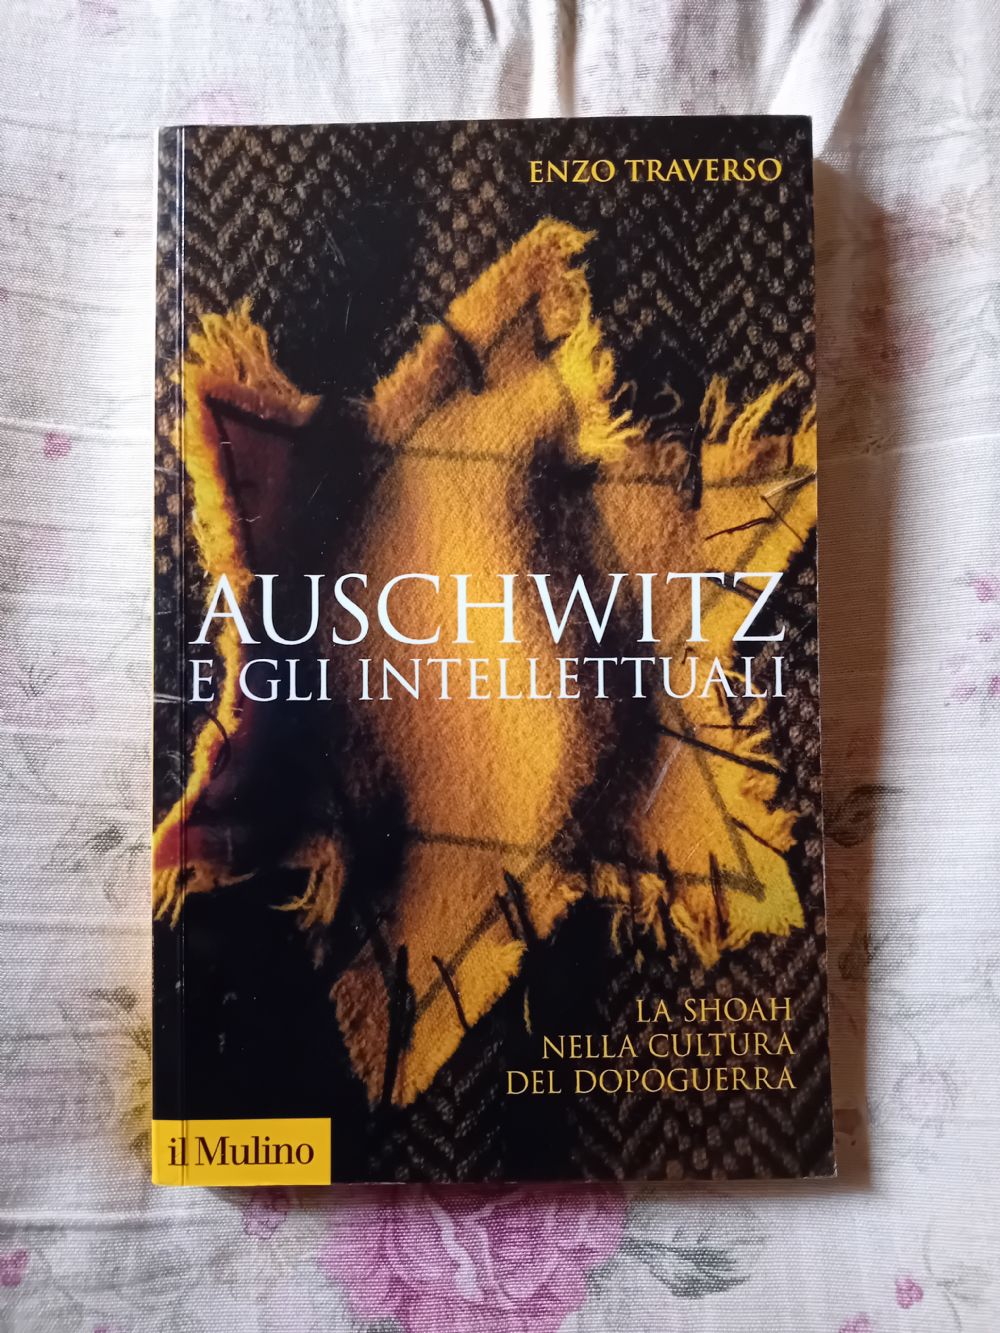 ENZO TRAVERSO
AUSCHWITZ
E GLI INTELLETTUALI
LA SHOAH
NELLA CULTURA
DEL DOPOGUERRA
il Mulino